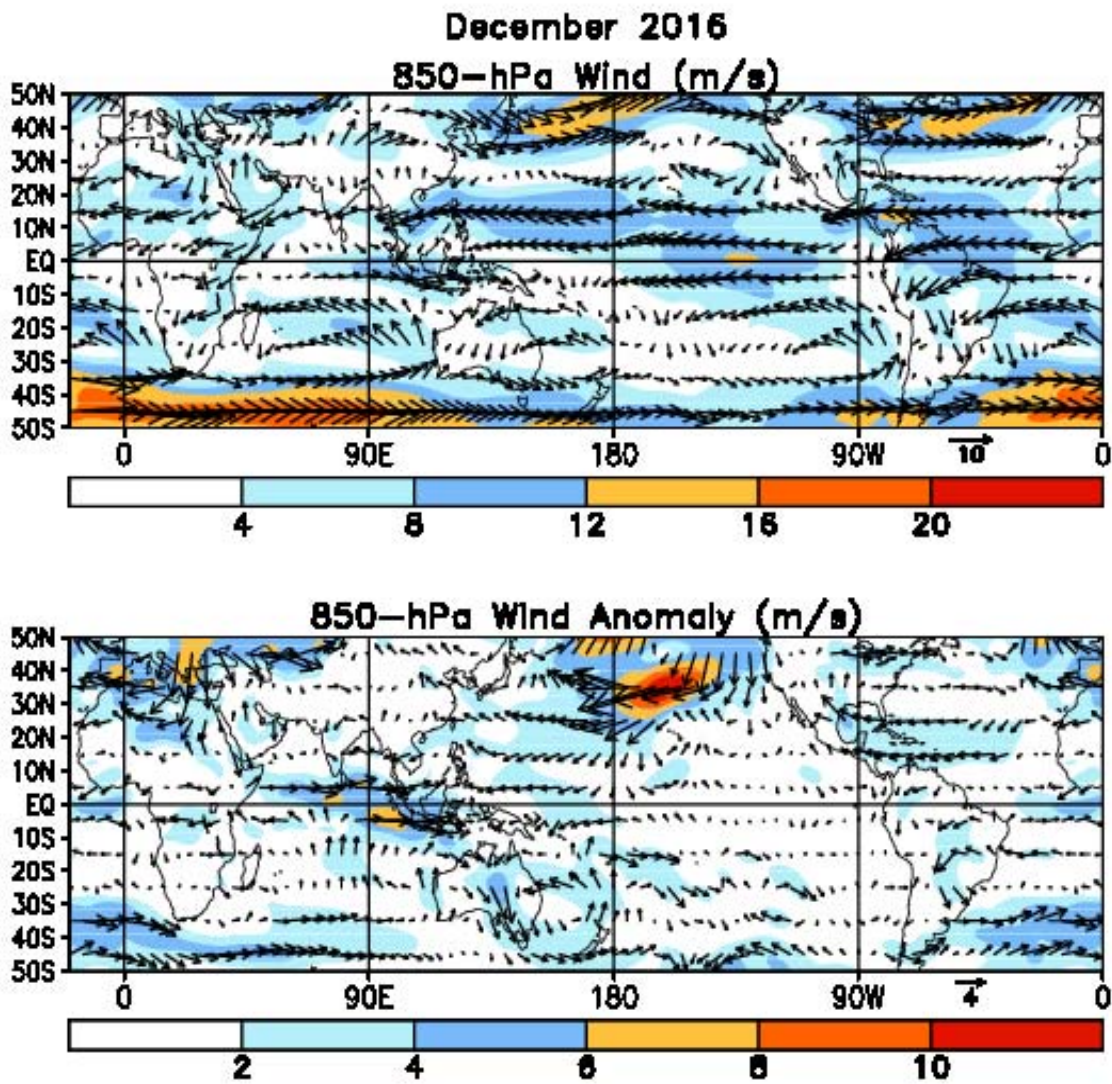 December 2016
850-hPa Wind (m/s)
50N
40N
30N
20N
10N
EQ
10S
20S
30S
40S
50S
0 90E 180 90W 10 0
4 8 12 16 20
850-hPa Wind Anomaly (m/s)
50N
40N
30N
20N
10N
EQ
10S
20S
30S
40S
50S
0 90E 180 90W 4 0
2 4 6 8 10